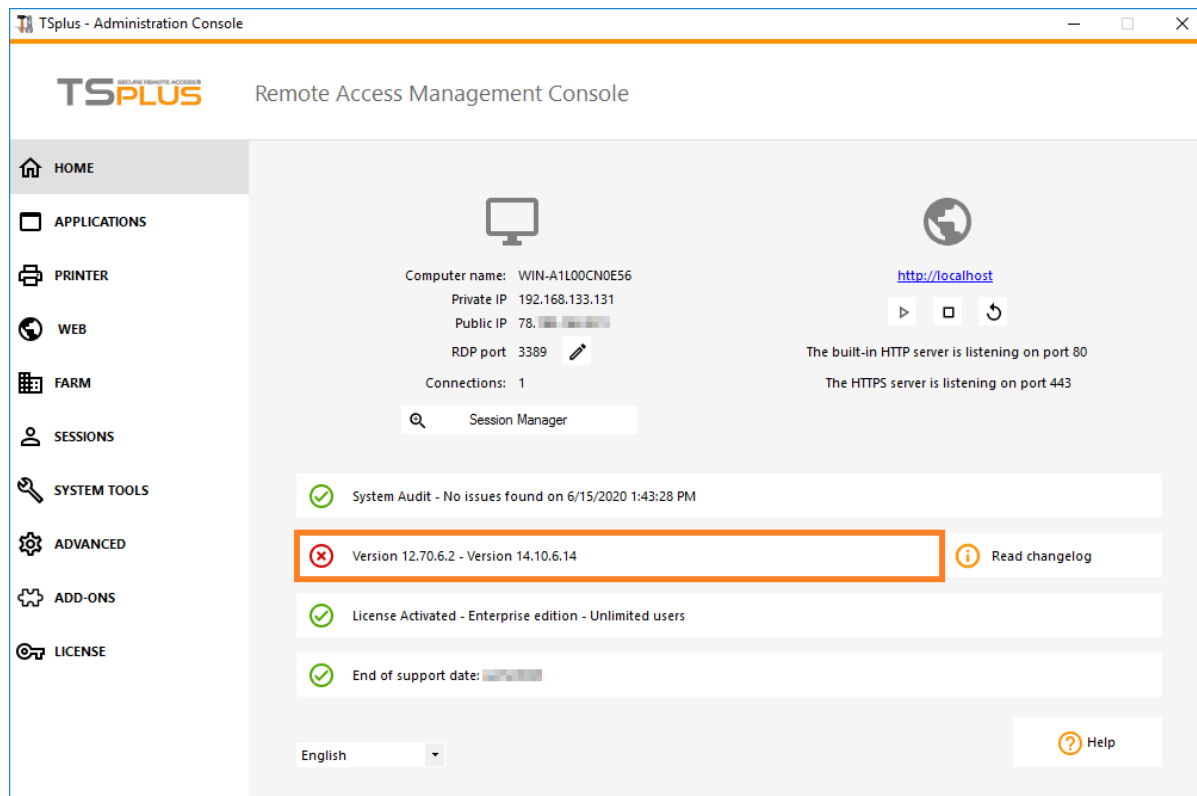 TSplus - Administration Console
TSPLUS SECURE REMOTE ACCESS®
Remote Access Management Console
HOME
APPLICATIONS
PRINTER
WEB
FARM
SESSIONS
SYSTEM TOOLS
ADVANCED
ADD-ONS
LICENSE
Computer name: WIN-A1L00CN0E56
Private IP 192.168.133.131
Public IP 78.
RDP port 3389
Connections: 1
Session Manager
http://localhost
The built-in HTTP server is listening on port 80
The HTTPS server is listening on port 443
System Audit - No issues found on 6/15/2020 1:43:28 PM
Version 12.70.6.2 - Version 14.10.6.14
Read changelog
License Activated - Enterprise edition - Unlimited users
End of support date:
English
Help